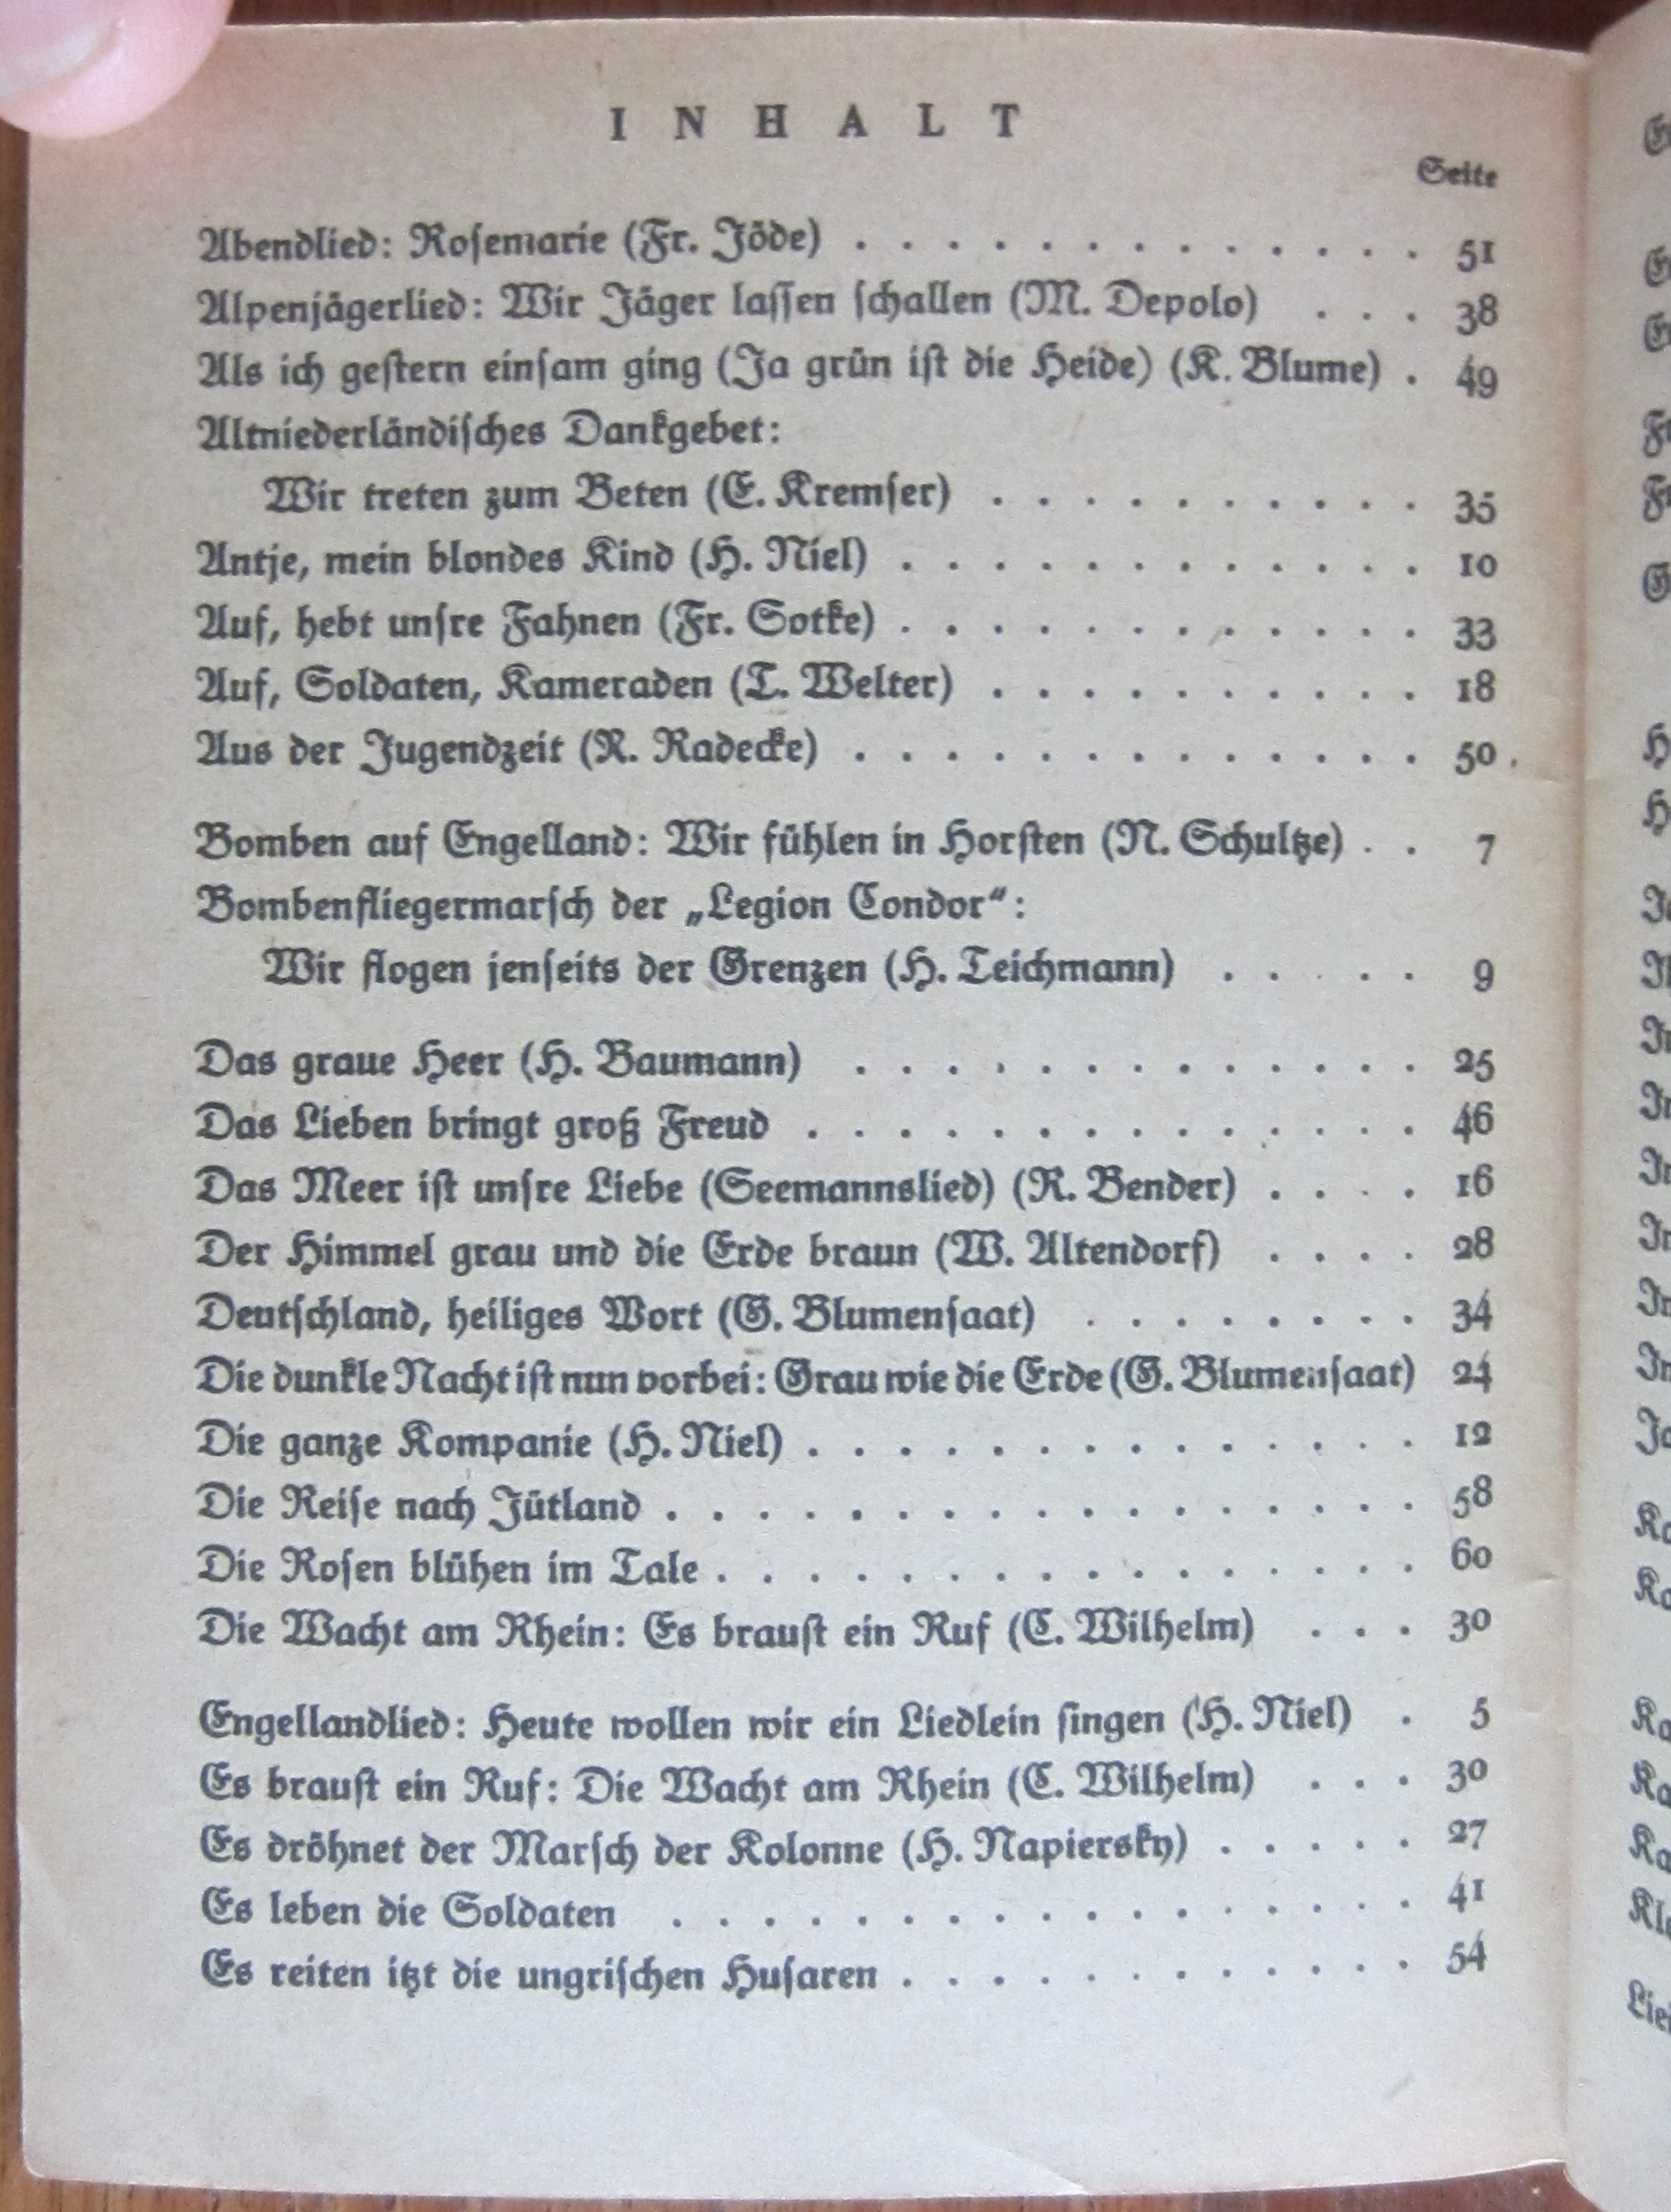 INHALT
Seite
Abendlied: Rosemarie (Fr. Jöde) . . . . . . . . . . . . . 51
Alpenjägerlied: Wir Jäger lassen schallen (M. Depolo) . . . 38
Als ich gestern einsam ging (Ja grün ist die Heide) (K. Blume) . 49
Altniederländisches Dankgebet:
Wir treten zum Beten (E. Kremser) . . . . . . . . . . 35
Antje, mein blondes Kind (H. Niel) . . . . . . . . . . . . 10
Auf, hebt unsre Fahnen (Fr. Sotke) . . . . . . . . . . . . 33
Auf, Soldaten, Kameraden (T. Welter) . . . . . . . . . . 18
Aus der Jugendzeit (R. Radecke) . . . . . . . . . . . . . 50
Bomben auf Engelland: Wir fühlen in Horsten (N. Schultze) . . 7
Bombenfliegermarsch der „Legion Condor“:
Wir flogen jenseits der Grenzen (H. Teichmann) . . . . . 9
Das graue Heer (H. Baumann) . . . . . . . . . . . . . 25
Das Lieben bringt groß Freud . . . . . . . . . . . . . . 46
Das Meer ist unsre Liebe (Seemannslied) (R. Bender) . . . . 16
Der Himmel grau und die Erde braun (W. Altendorf) . . . . 28
Deutschland, heiliges Wort (G. Blumensaat) . . . . . . . . 34
Die dunkle Nacht ist nun vorbei: Grau wie die Erde (G. Blumensaat) 24
Die ganze Kompanie (H. Niel) . . . . . . . . . . . . . . 12
Die Reise nach Jütland . . . . . . . . . . . . . . . . . 58
Die Rosen blühen im Tale . . . . . . . . . . . . . . . . 60
Die Wacht am Rhein: Es braust ein Ruf (C. Wilhelm) . . . 30
Engellandlied: Heute wollen wir ein Liedlein singen (H. Niel) . 5
Es braust ein Ruf: Die Wacht am Rhein (C. Wilhelm) . . . 30
Es dröhnet der Marsch der Kolonne (H. Napiersky) . . . . . 27
Es leben die Soldaten . . . . . . . . . . . . . . . . . 41
Es reiten itzt die ungrischen Husaren . . . . . . . . . . . . 54